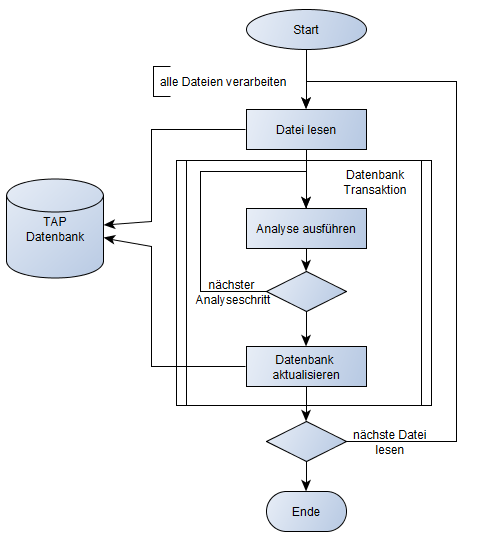 Start
alle Dateien verarbeiten
Datei lesen
Datenbank
Transaktion
TAP
Datenbank
Analyse ausführen
nächster
Analyseschritt
Datenbank
aktualisieren
nächste Datei
lesen
Ende